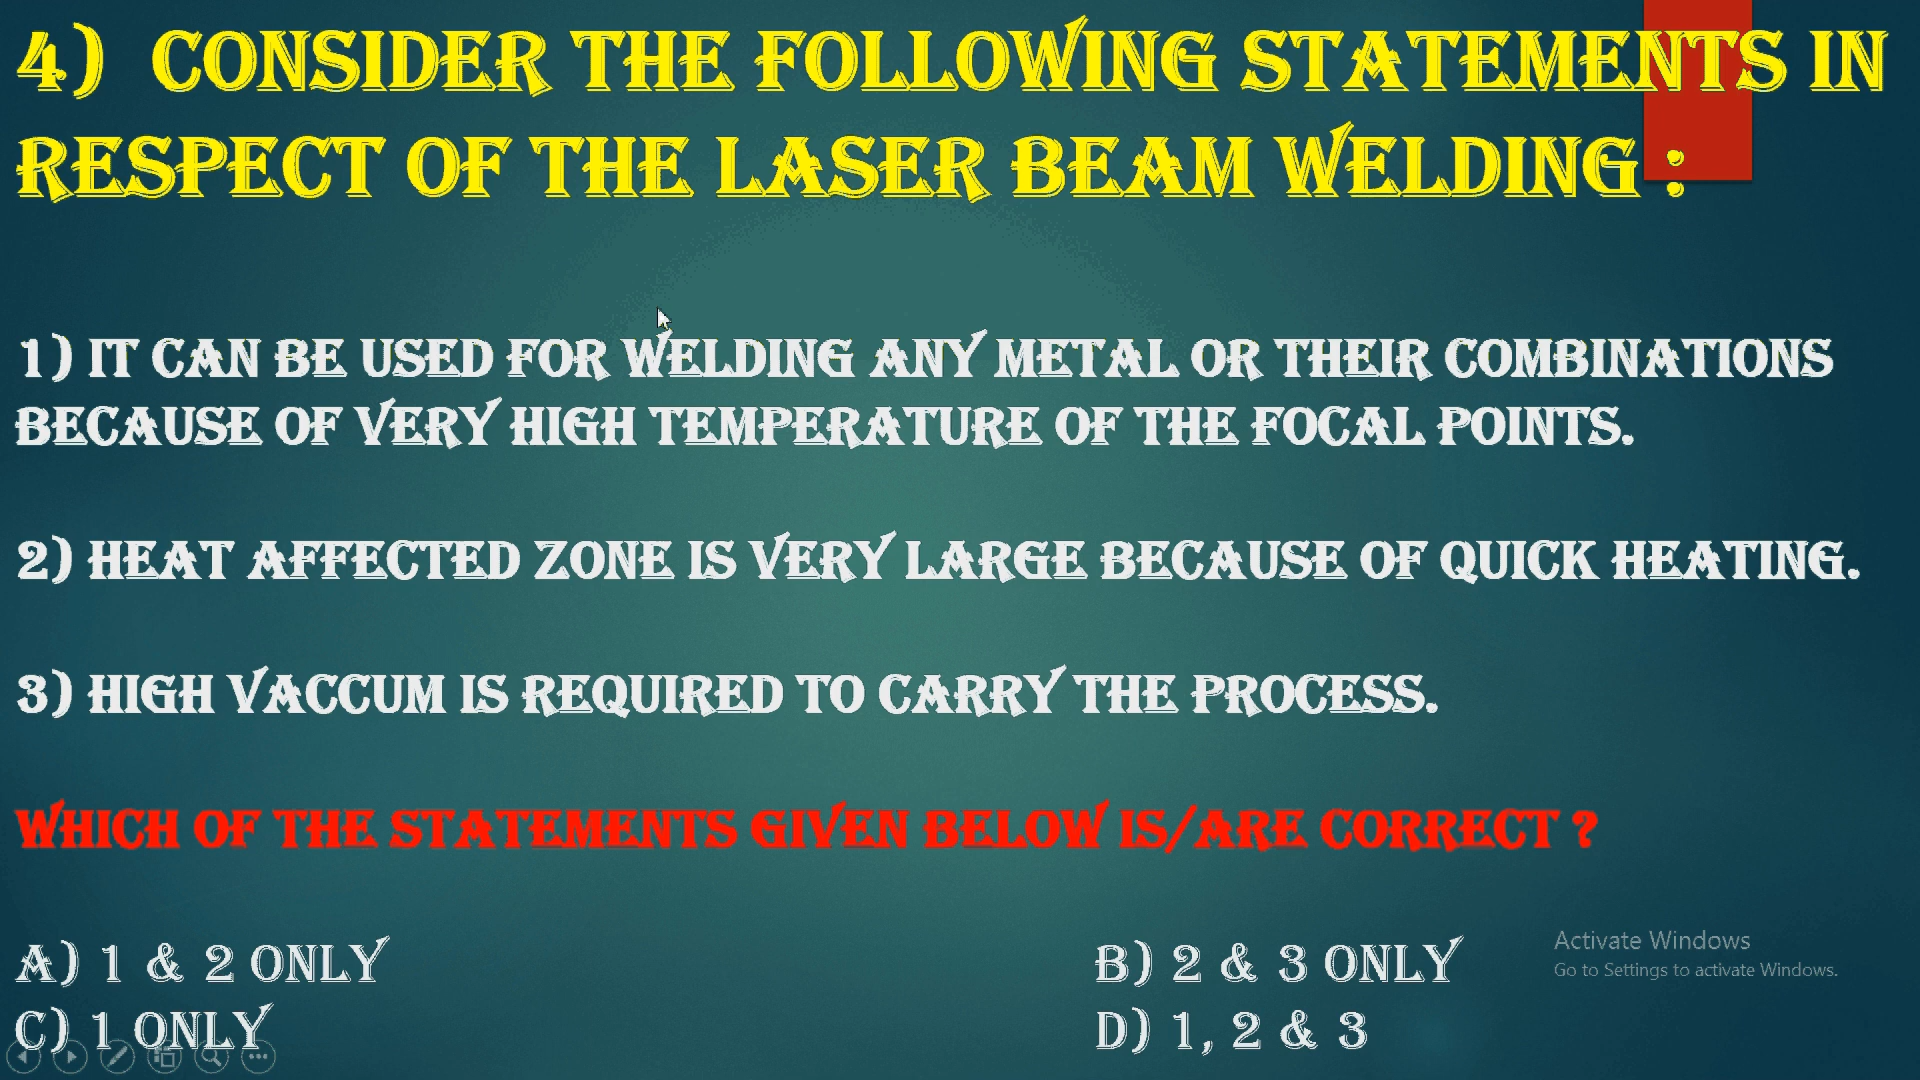 4) CONSIDER THE FOLLOWING STATEMENTS IN
RESPECT OF THE LASER BEAM WELDING :
1) IT CAN BE USED FOR WELDING ANY METAL OR THEIR COMBINATIONS
BECAUSE OF VERY HIGH TEMPERATURE OF THE FOCAL POINTS.
2) HEAT AFFECTED ZONE IS VERY LARGE BECAUSE OF QUICK HEATING.
3) HIGH VACCUM IS REQUIRED TO CARRY THE PROCESS.
WHICH OF THE STATEMENTS GIVEN BELOW IS/ARE CORRECT ?
A) 1 & 2 ONLY
B) 2 & 3 ONLY
C) 1 ONLY
D) 1, 2 & 3
Activate Windows
Go to Settings to activate Windows.